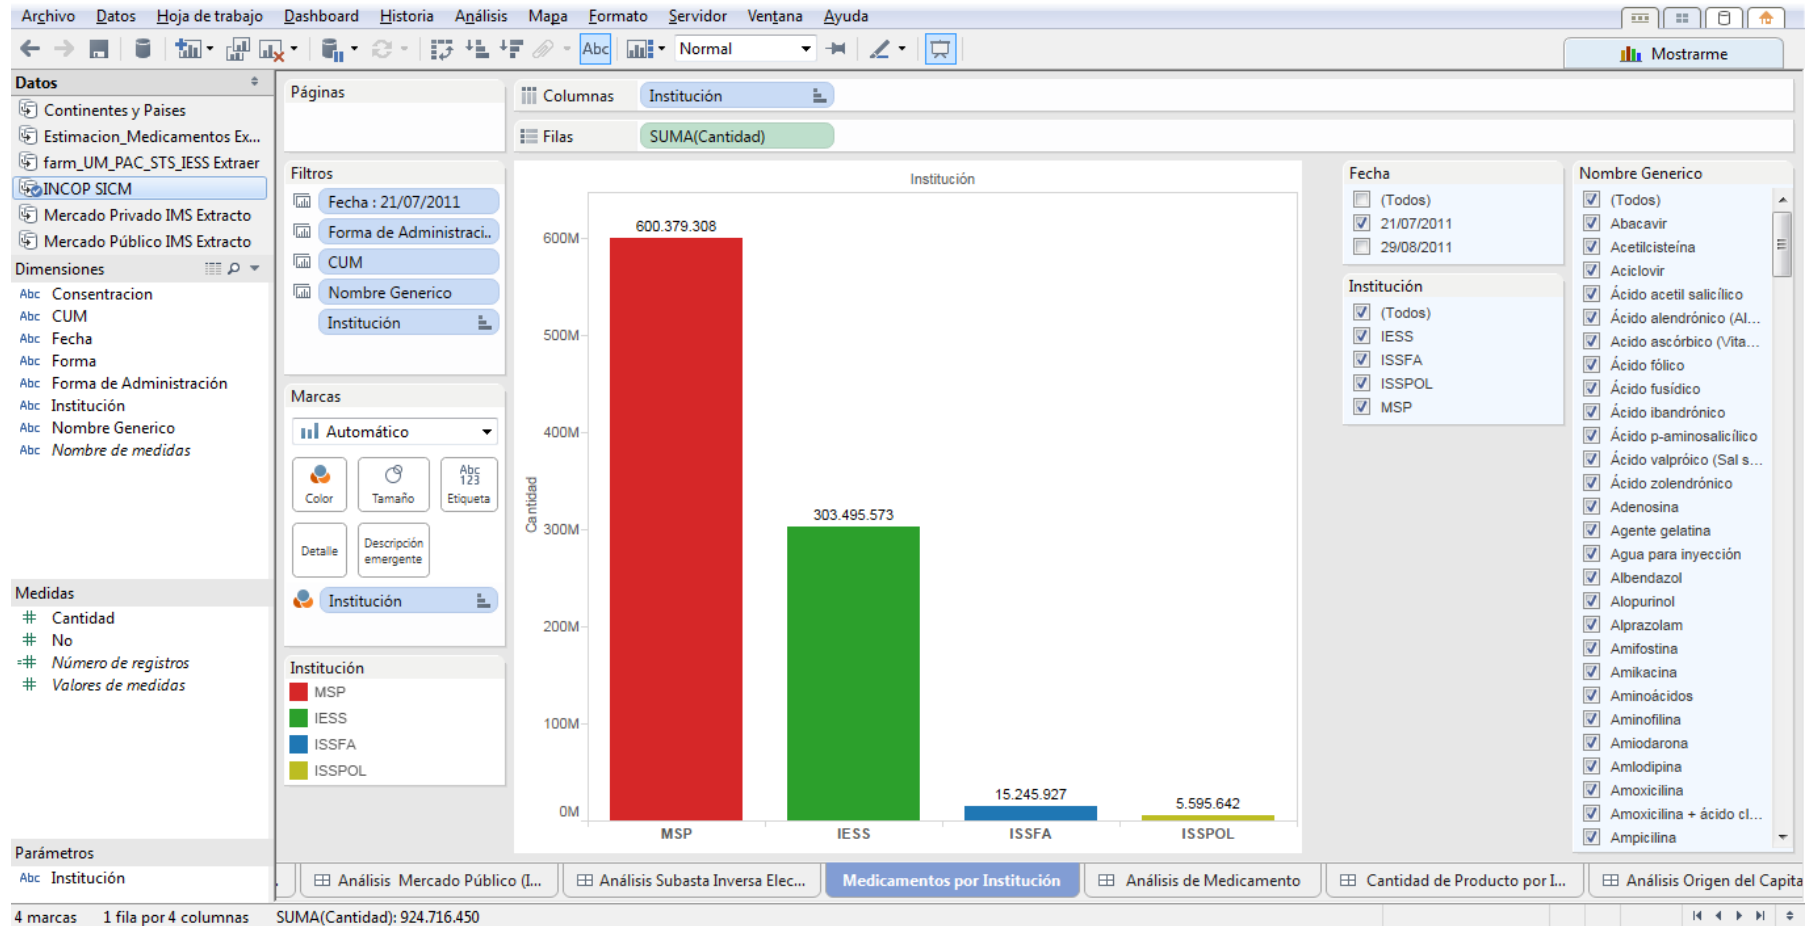 Archivo Datos Hoja de trabajo Dashboard Historia Análisis Mapa Formato Servidor Ventana Ayuda
Abc Normal Mostrarme
Datos
Continentes y Paises
Estimacion_Medicamentos Ex...
farm_UM_PAC_STS_IESS Extraer
INCOP SICM
Mercado Privado IMS Extracto
Mercado Público IMS Extracto
Dimensiones
Abc Consentracion
Abc CUM
Abc Fecha
Abc Forma
Abc Forma de Administración
Abc Institución
Abc Nombre Generico
Abc Nombre de medidas
Medidas
# Cantidad
# No
=# Número de registros
# Valores de medidas
Parámetros
Abc Institución
Páginas
Filtros
Fecha : 21/07/2011
Forma de Administraci..
CUM
Nombre Generico
Institución
Marcas
Automático
Color
Tamaño
Abc
123
Etiqueta
Detalle
Descripción
emergente
Institución
Institución
MSP
IESS
ISSFA
ISSPOL
Columnas Institución
Filas SUMA(Cantidad)
Institución
Cantidad
600M
500M
400M
300M
200M
100M
0M
600.379.308
303.495.573
15.245.927
5.595.642
MSP IESS ISSFA ISSPOL
Fecha
(Todos)
21/07/2011
29/08/2011
Institución
(Todos)
IESS
ISSFA
ISSPOL
MSP
Nombre Generico
(Todos)
Abacavir
Acetilcisteína
Aciclovir
Ácido acetil salicílico
Ácido alendrónico (Al...
Acido ascórbico (Vita...
Ácido fólico
Ácido fusídico
Ácido ibandrónico
Ácido p-aminosalicílico
Ácido valpróico (Sal s...
Ácido zolendrónico
Adenosina
Agente gelatina
Agua para inyección
Albendazol
Alopurinol
Alprazolam
Amifostina
Amikacina
Aminoácidos
Aminofilina
Amiodarona
Amlodipina
Amoxicilina
Amoxicilina + ácido cl...
Ampicilina
. Análisis Mercado Público (I... Análisis Subasta Inversa Elec... Medicamentos por Institución Análisis de Medicamento Cantidad de Producto por I... Análisis Origen del Capita
4 marcas 1 fila por 4 columnas SUMA(Cantidad): 924.716.450